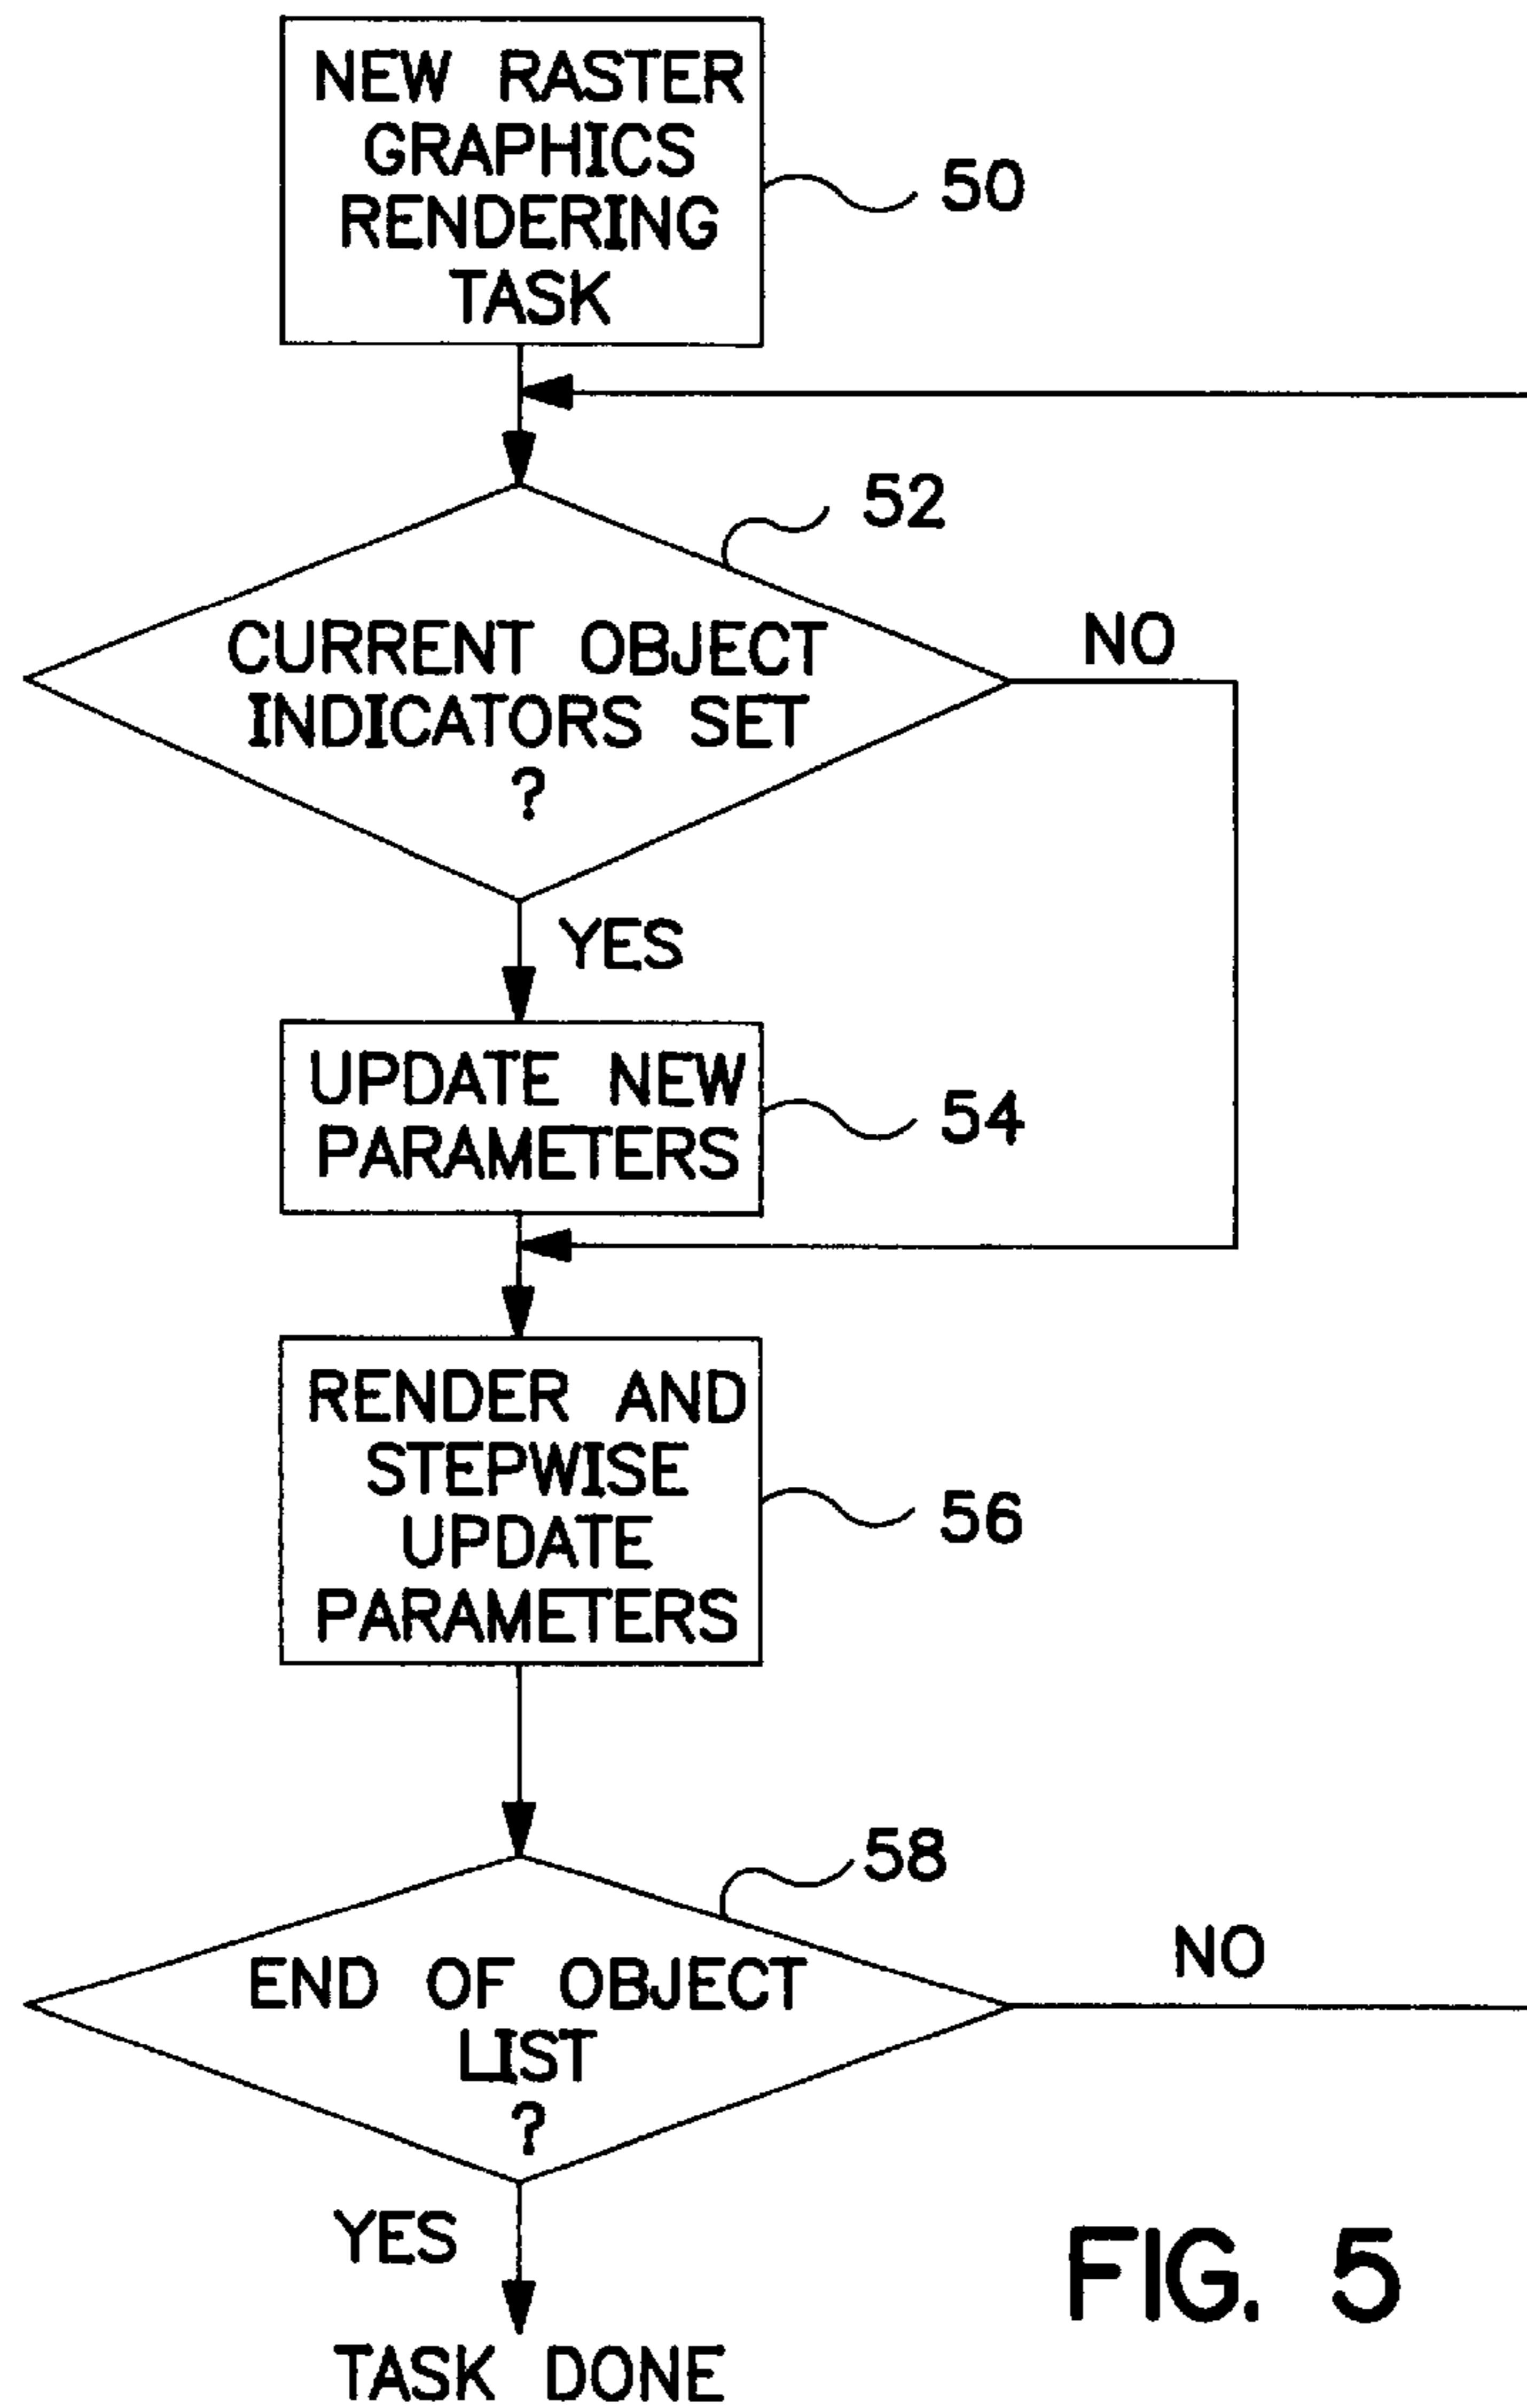 NEW RASTER
GRAPHICS
RENDERING
TASK
50
52
CURRENT OBJECT
INDICATORS SET
?
NO
YES
UPDATE NEW
PARAMETERS
54
RENDER AND
STEPWISE
UPDATE
PARAMETERS
56
58
END OF OBJECT
LIST
?
NO
YES
TASK DONE
FIG. 5